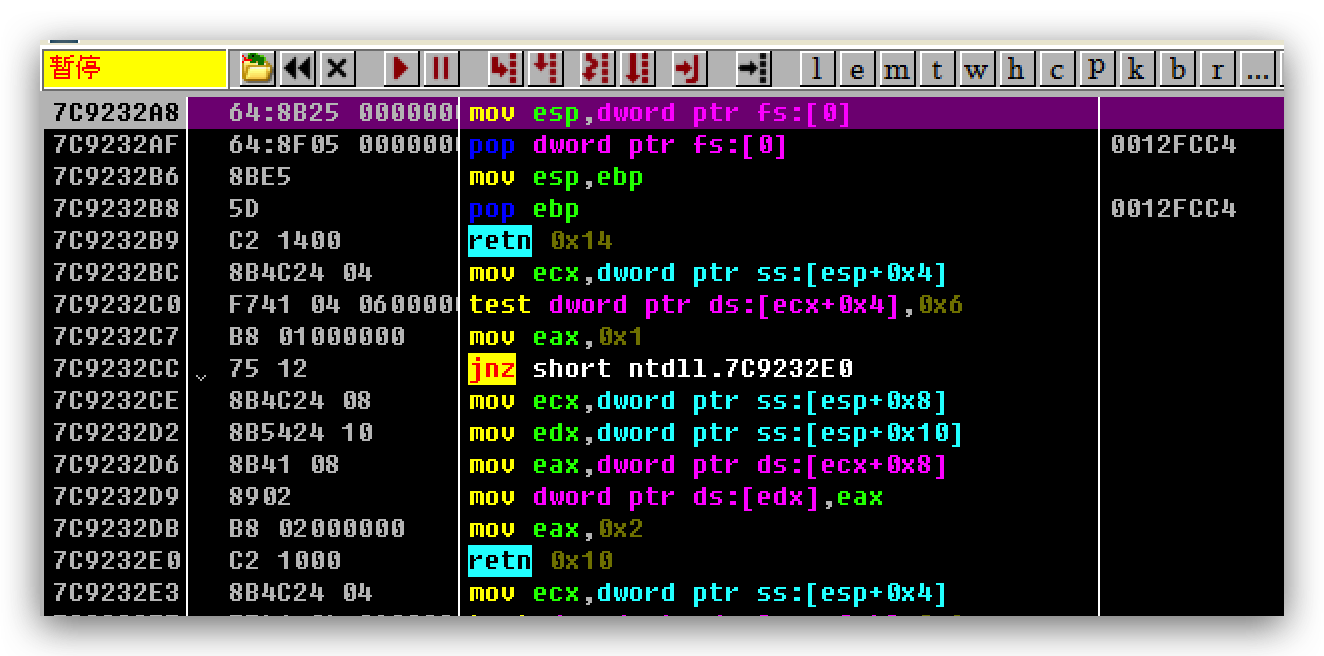 暂停 l e m t w h c P k b r ...
7C9232A8 64:8B25 000000 mov esp,dword ptr fs:[0]
7C9232AF 64:8F05 000000 pop dword ptr fs:[0] 0012FCC4
7C9232B6 8BE5 mov esp,ebp
7C9232B8 5D pop ebp 0012FCC4
7C9232B9 C2 1400 retn 0x14
7C9232BC 8B4C24 04 mov ecx,dword ptr ss:[esp+0x4]
7C9232C0 F741 04 060000 test dword ptr ds:[ecx+0x4],0x6
7C9232C7 B8 01000000 mov eax,0x1
7C9232CC 75 12 jnz short ntdll.7C9232E0
7C9232CE 8B4C24 08 mov ecx,dword ptr ss:[esp+0x8]
7C9232D2 8B5424 10 mov edx,dword ptr ss:[esp+0x10]
7C9232D6 8B41 08 mov eax,dword ptr ds:[ecx+0x8]
7C9232D9 8902 mov dword ptr ds:[edx],eax
7C9232DB B8 02000000 mov eax,0x2
7C9232E0 C2 1000 retn 0x10
7C9232E3 8B4C24 04 mov ecx,dword ptr ss:[esp+0x4]